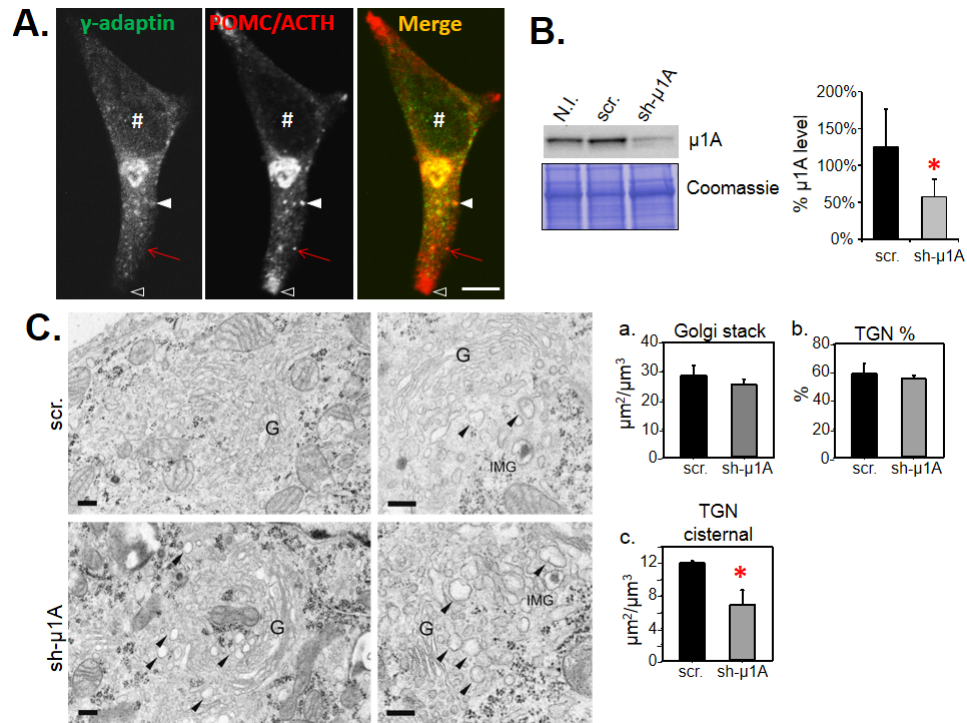 A.
γ-adaptin
POMC/ACTH
Merge
#
#
#
B.
N.I.
scr.
sh-μ1A
μ1A
Coomassie
200%
150%
100%
50%
0%
% μ1A level
*
scr.
sh-μ1A
C.
scr.
sh-μ1A
G
G
IMG
G
G
IMG
a.
Golgi stack
40
30
20
10
0
μm²/μm³
scr.
sh-μ1A
b.
TGN %
80
60
40
20
0
%
scr.
sh-μ1A
c.
TGN
cisternal
12
8
4
0
μm²/μm³
*
scr.
sh-μ1A